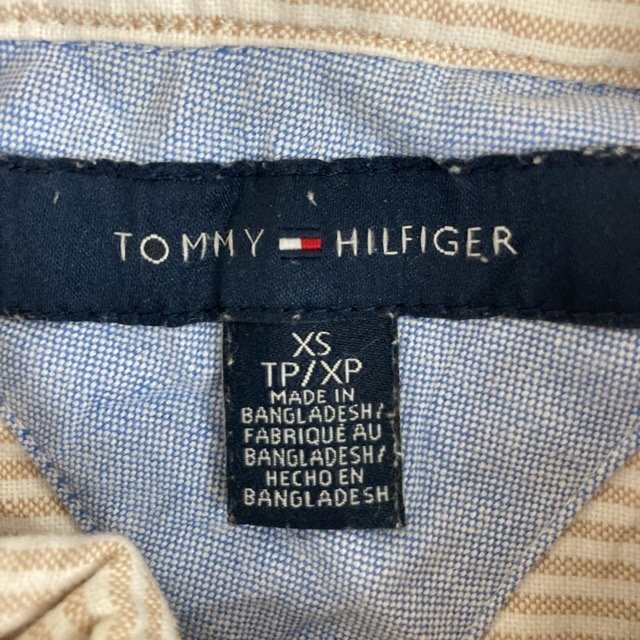 TOMMY HILFIGER
XS
TP/XP
MADE IN
BANGLADESH/
FABRIQUÉ AU
BANGLADESH/
HECHO EN
BANGLADESH